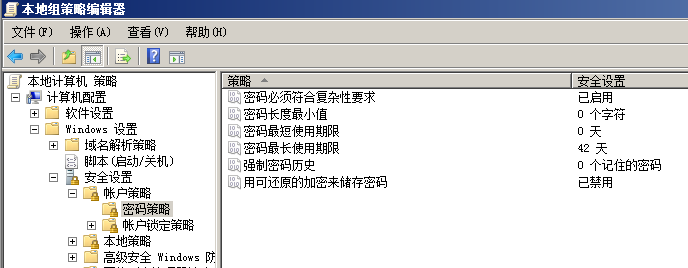 本地组策略编辑器
文件(F) 操作(A) 查看(V) 帮助(H)
本地计算机 策略
计算机配置
软件设置
Windows 设置
域名解析策略
脚本(启动/关机)
安全设置
帐户策略
密码策略
帐户锁定策略
本地策略
高级安全 Windows 防
策略 安全设置
密码必须符合复杂性要求 已启用
密码长度最小值 0 个字符
密码最短使用期限 0 天
密码最长使用期限 42 天
强制密码历史 0 个记住的密码
用可还原的加密来储存密码 已禁用